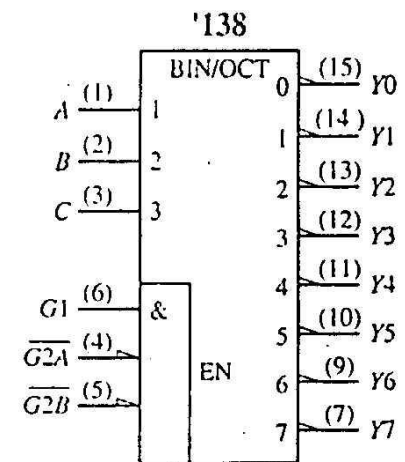 '138
BIN/OCT
A (1) 1
B (2) 2
C (3) 3
G1 (6) &
G2A (4)
G2B (5)
EN
0 (15) Y0
1 (14) Y1
2 (13) Y2
3 (12) Y3
4 (11) Y4
5 (10) Y5
6 (9) Y6
7 (7) Y7